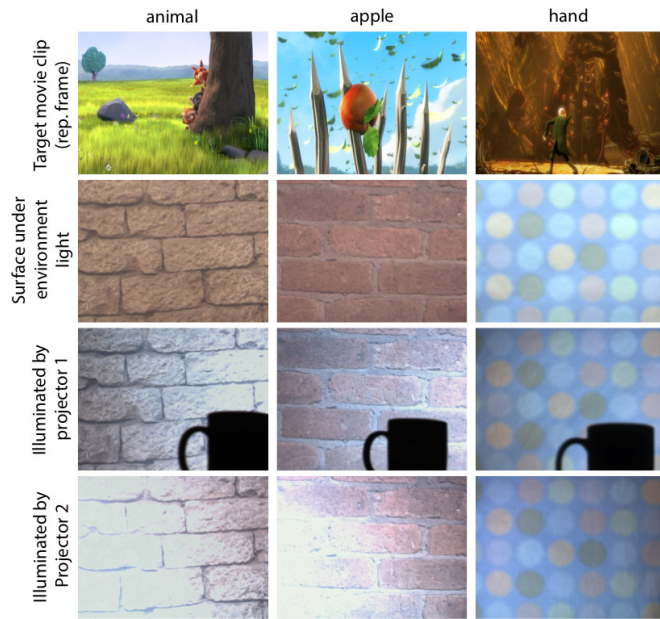 animal
apple
hand
Target movie clip
(rep. frame)
Surface under
environment
light
Illuminated by
projector 1
Illuminated by
Projector 2